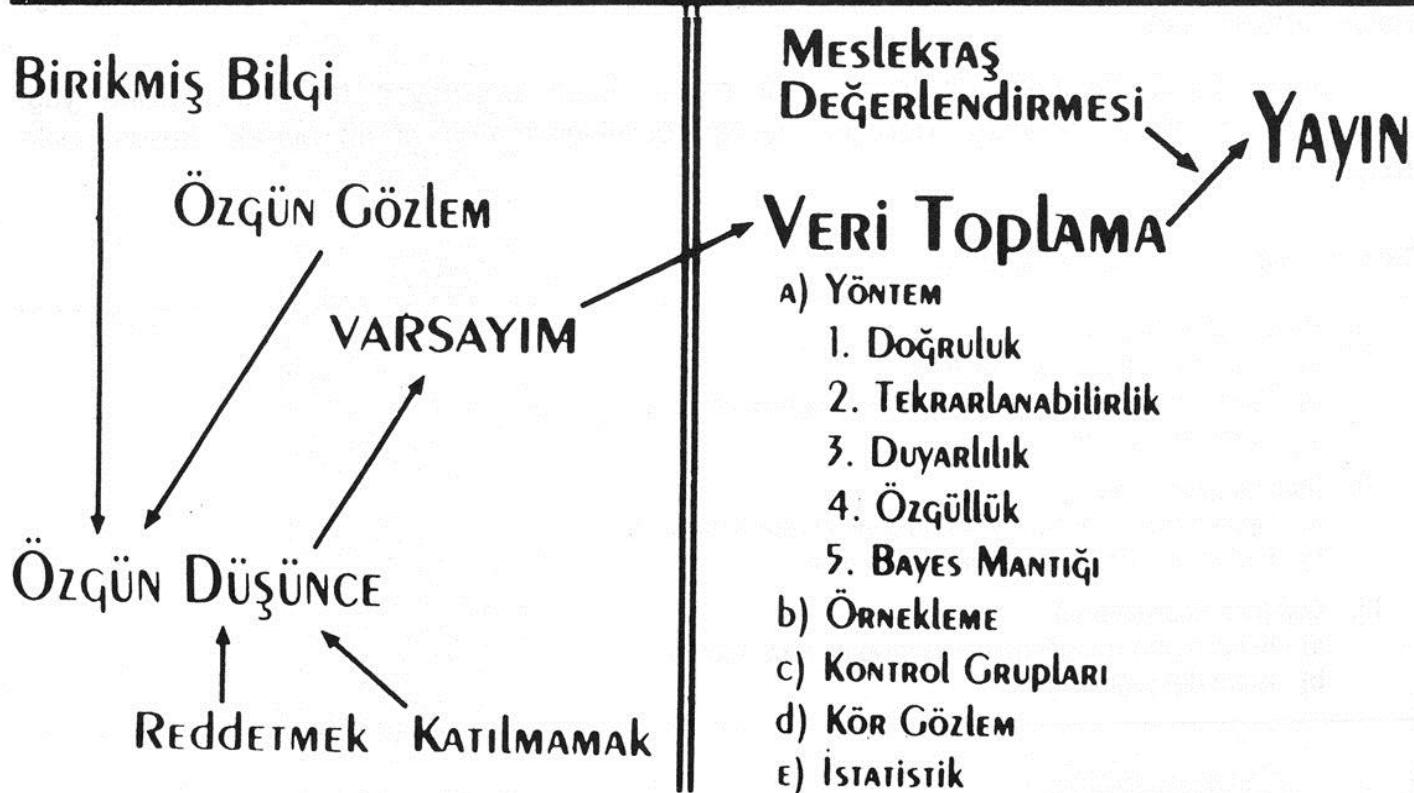 Birikmiş Bilgi
Özgün Gözlem
VARSAYIM
Özgün Düşünce
Reddetmek Katılmamak
Meslektaş
Değerlendirmesi
Yayın
Veri Toplama
a) Yöntem
1. Doğruluk
2. Tekrarlanabilirlik
3. Duyarlılık
4. Özgüllük
5. Bayes Mantığı
b) Örnekleme
c) Kontrol Grupları
d) Kör Gözlem
e) İstatistik